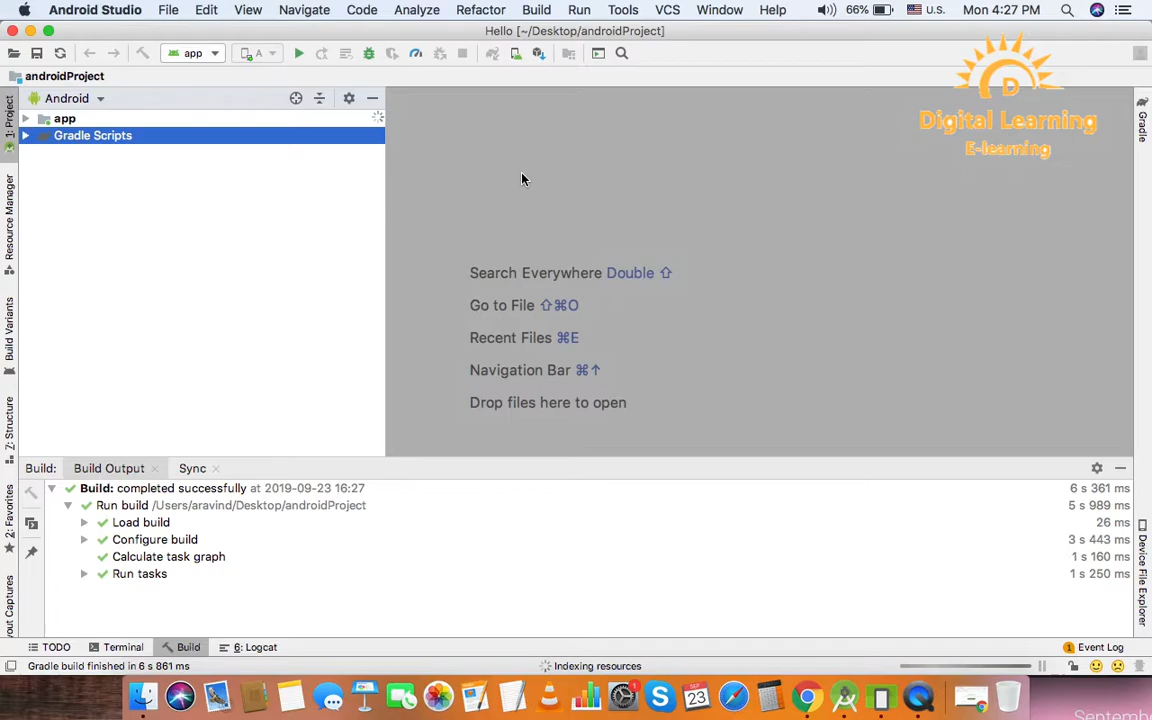 Android Studio File Edit View Navigate Code Analyze Refactor Build Run Tools VCS Window Help 66% U.S. Mon 4:27 PM
Hello [~/Desktop/androidProject]
app A
androidProject
Android
app
Gradle Scripts
1: Project
Resource Manager
Build Variants
7: Structure
2: Favorites
yout Captures
Gradle
Device File Explorer
D
Digital Learning
E-learning
Search Everywhere Double ⇧
Go to File ⇧⌘O
Recent Files ⌘E
Navigation Bar ⌘↑
Drop files here to open
Build: Build Output Sync
Build: completed successfully at 2019-09-23 16:27 6 s 361 ms
Run build /Users/aravind/Desktop/androidProject 5 s 989 ms
Load build 26 ms
Configure build 3 s 443 ms
Calculate task graph 1 s 160 ms
Run tasks 1 s 250 ms
TODO Terminal Build 6: Logcat 1 Event Log
Gradle build finished in 6 s 861 ms Indexing resources
SEP 23
Septembe